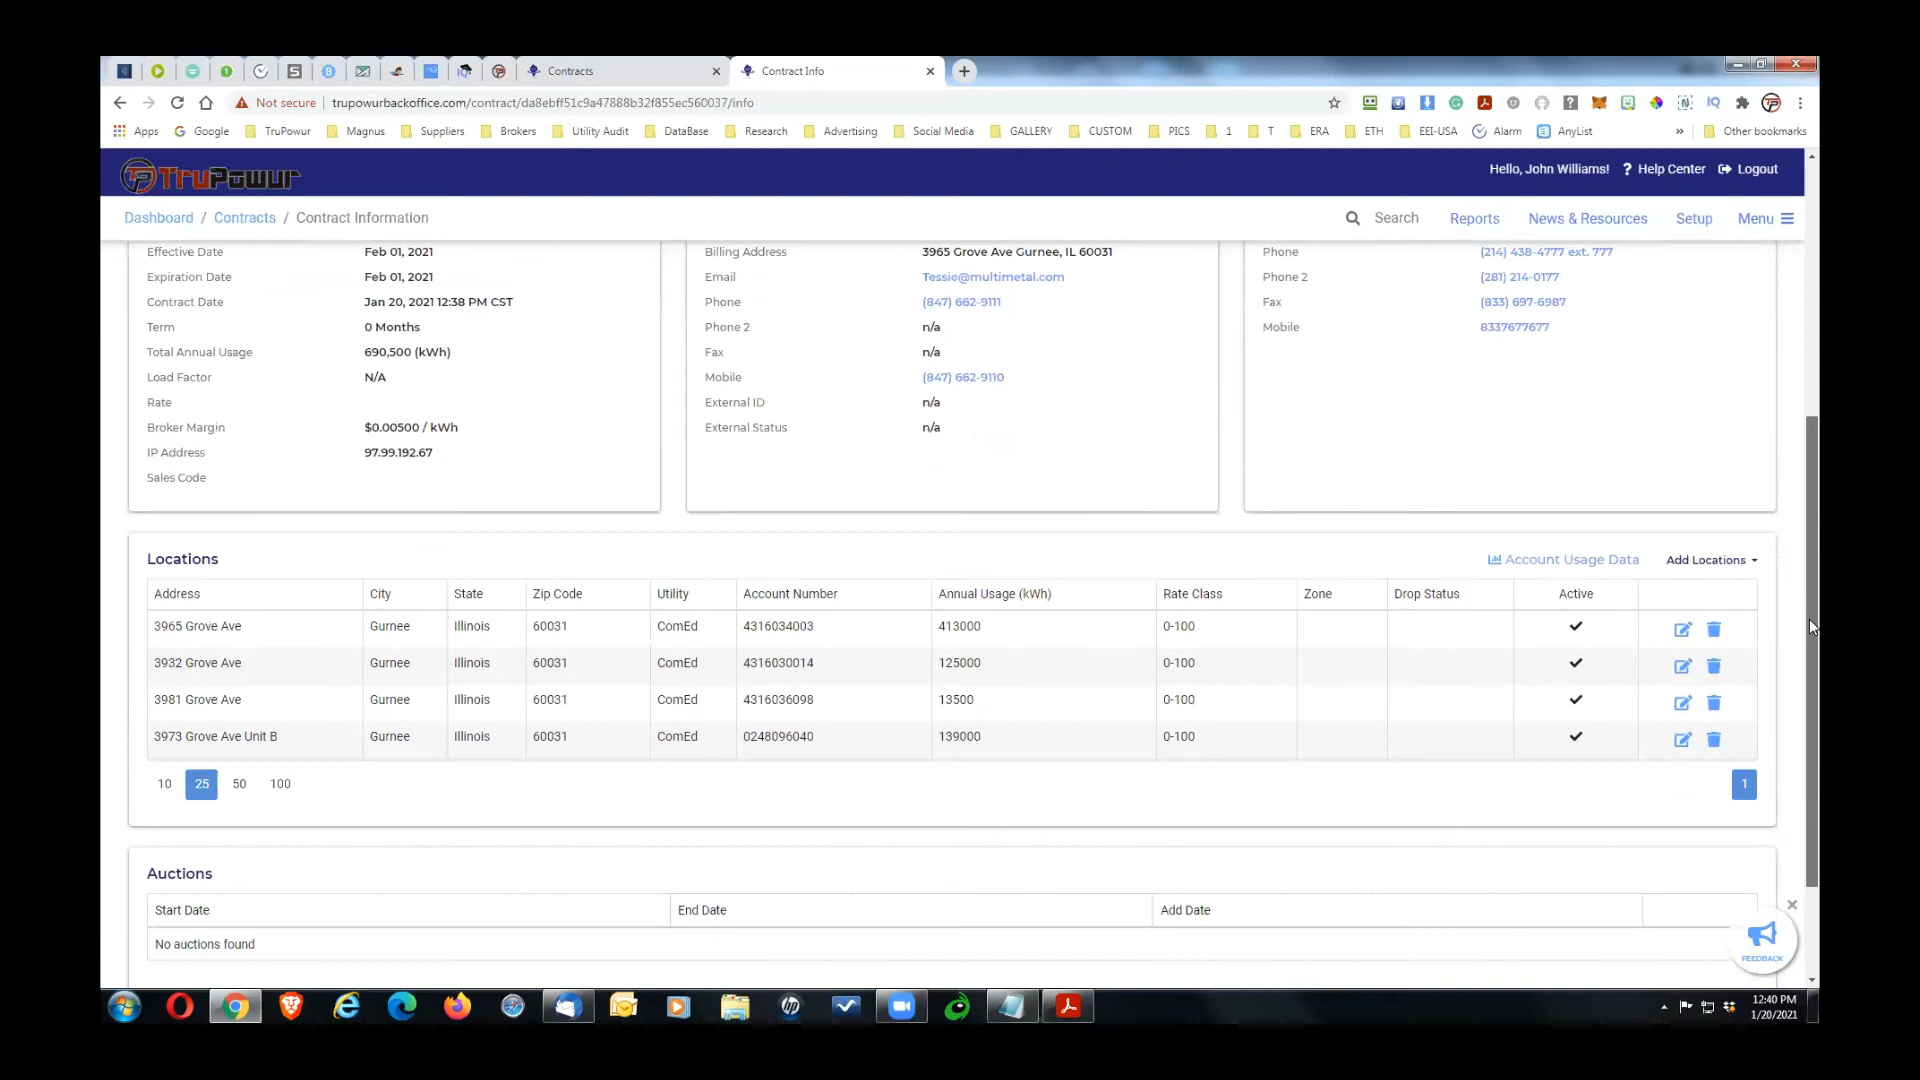 Contracts
Contract Info
Not secure trupowurbackoffice.com/contract/da8ebff51c9a47888b32f855ec560037/info
Apps Google TruPowur Magnus Suppliers Brokers Utility Audit DataBase Research Advertising Social Media GALLERY CUSTOM PICS 1 T ERA ETH EEI-USA Alarm AnyList » Other bookmarks
TruPowur
Hello, John Williams! ? Help Center Logout
Dashboard / Contracts / Contract Information
Search Reports News & Resources Setup Menu
Effective Date Feb 01, 2021
Expiration Date Feb 01, 2021
Contract Date Jan 20, 2021 12:38 PM CST
Term 0 Months
Total Annual Usage 690,500 (kWh)
Load Factor N/A
Rate
Broker Margin $0.00500 / kWh
IP Address 97.99.192.67
Sales Code
Billing Address 3965 Grove Ave Gurnee, IL 60031
Email Tessie@multimetal.com
Phone (847) 662-9111
Phone 2 n/a
Fax n/a
Mobile (847) 662-9110
External ID n/a
External Status n/a
Phone (214) 438-4777 ext. 777
Phone 2 (281) 214-0177
Fax (833) 697-6987
Mobile 8337677677
Locations
Account Usage Data Add Locations
Address City State Zip Code Utility Account Number Annual Usage (kWh) Rate Class Zone Drop Status Active
3965 Grove Ave Gurnee Illinois 60031 ComEd 4316034003 413000 0-100
3932 Grove Ave Gurnee Illinois 60031 ComEd 4316030014 125000 0-100
3981 Grove Ave Gurnee Illinois 60031 ComEd 4316036098 13500 0-100
3973 Grove Ave Unit B Gurnee Illinois 60031 ComEd 0248096040 139000 0-100
10 25 50 100
1
Auctions
Start Date End Date Add Date
No auctions found
FEEDBACK
12:40 PM
1/20/2021